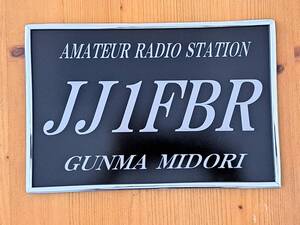 AMATEUR RADIO STATION
JJ1FBR
GUNMA MIDORI